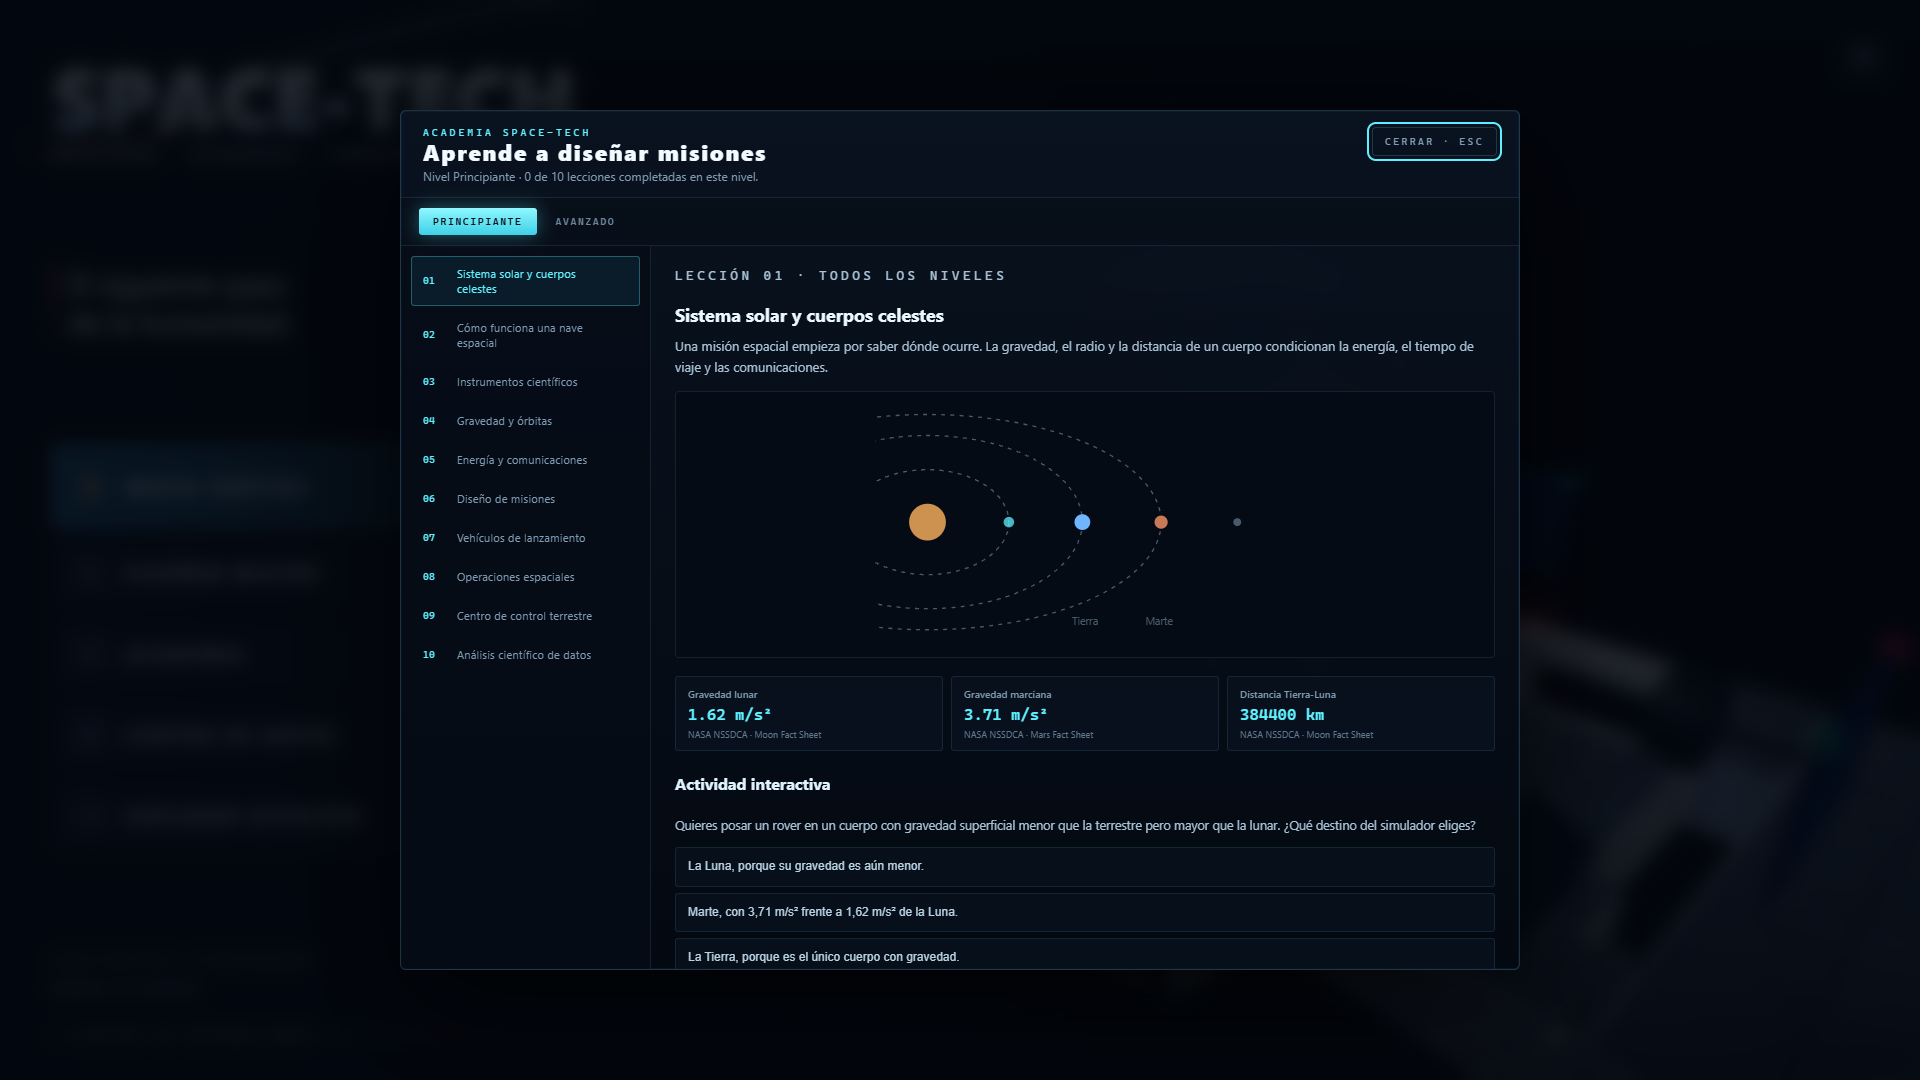 SPACE-TECH
ACADEMIA SPACE-TECH
Aprende a diseñar misiones
Nivel Principiante · 0 de 10 lecciones completadas en este nivel.
CERRAR · ESC
PRINCIPIANTE
AVANZADO
01 Sistema solar y cuerpos
celestes
02 Cómo funciona una nave
espacial
03 Instrumentos científicos
04 Gravedad y órbitas
05 Energía y comunicaciones
06 Diseño de misiones
07 Vehículos de lanzamiento
08 Operaciones espaciales
09 Centro de control terrestre
10 Análisis científico de datos
LECCIÓN 01 · TODOS LOS NIVELES
Sistema solar y cuerpos celestes
Una misión espacial empieza por saber dónde ocurre. La gravedad, el radio y la distancia de un cuerpo condicionan la energía, el tiempo de
viaje y las comunicaciones.
Tierra
Marte
Gravedad lunar
1.62 m/s²
NASA NSSDCA · Moon Fact Sheet
Gravedad marciana
3.71 m/s²
NASA NSSDCA · Mars Fact Sheet
Distancia Tierra-Luna
384400 km
NASA NSSDCA · Moon Fact Sheet
Actividad interactiva
Quieres posar un rover en un cuerpo con gravedad superficial menor que la terrestre pero mayor que la lunar. ¿Qué destino del simulador eliges?
La Luna, porque su gravedad es aún menor.
Marte, con 3,71 m/s² frente a 1,62 m/s² de la Luna.
La Tierra, porque es el único cuerpo con gravedad.